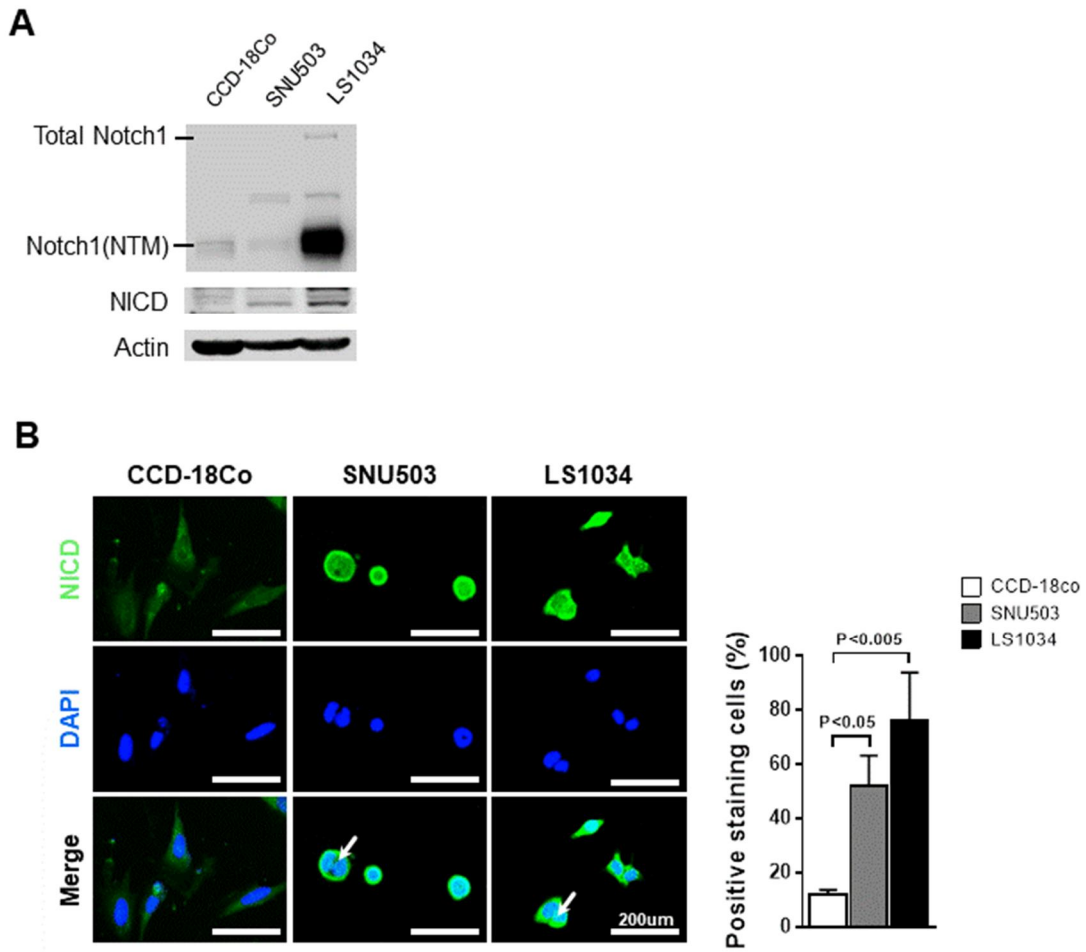 A
CCD-18Co SNU503 LS1034
Total Notch1
Notch1(NTM)
NICD
Actin
B
CCD-18Co SNU503 LS1034
NICD
DAPI
Merge
200um
CCD-18co
SNU503
LS1034
Positive staining cells (%)
P<0.005
P<0.05
100
80
60
40
20
0